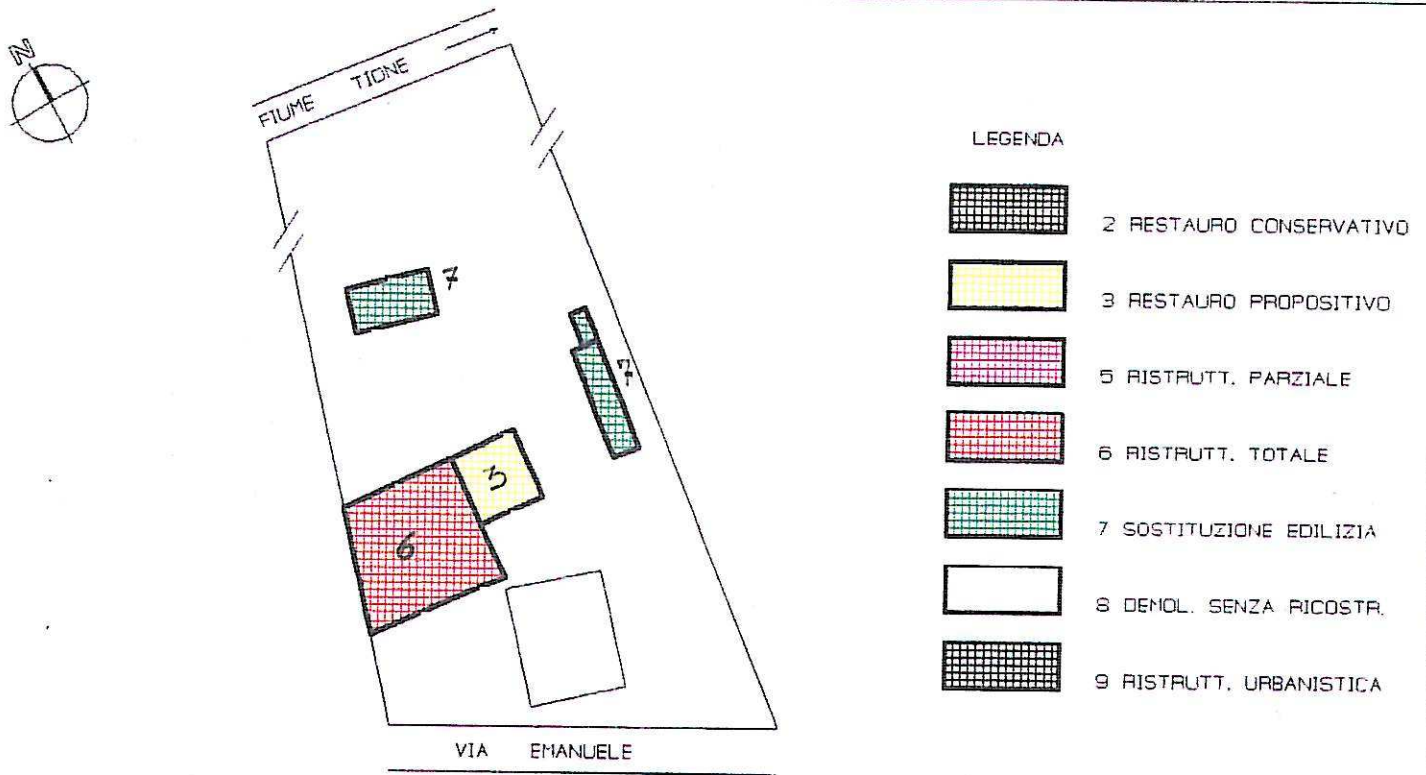 N
FIUME TIONE
LEGENDA
2 RESTAURO CONSERVATIVO
3 RESTAURO PROPOSITIVO
5 RISTRUTT. PARZIALE
6 RISTRUTT. TOTALE
7 SOSTITUZIONE EDILIZIA
8 DEMOL. SENZA RICOSTR.
9 RISTRUTT. URBANISTICA
7
7
3
6
VIA EMANUELE